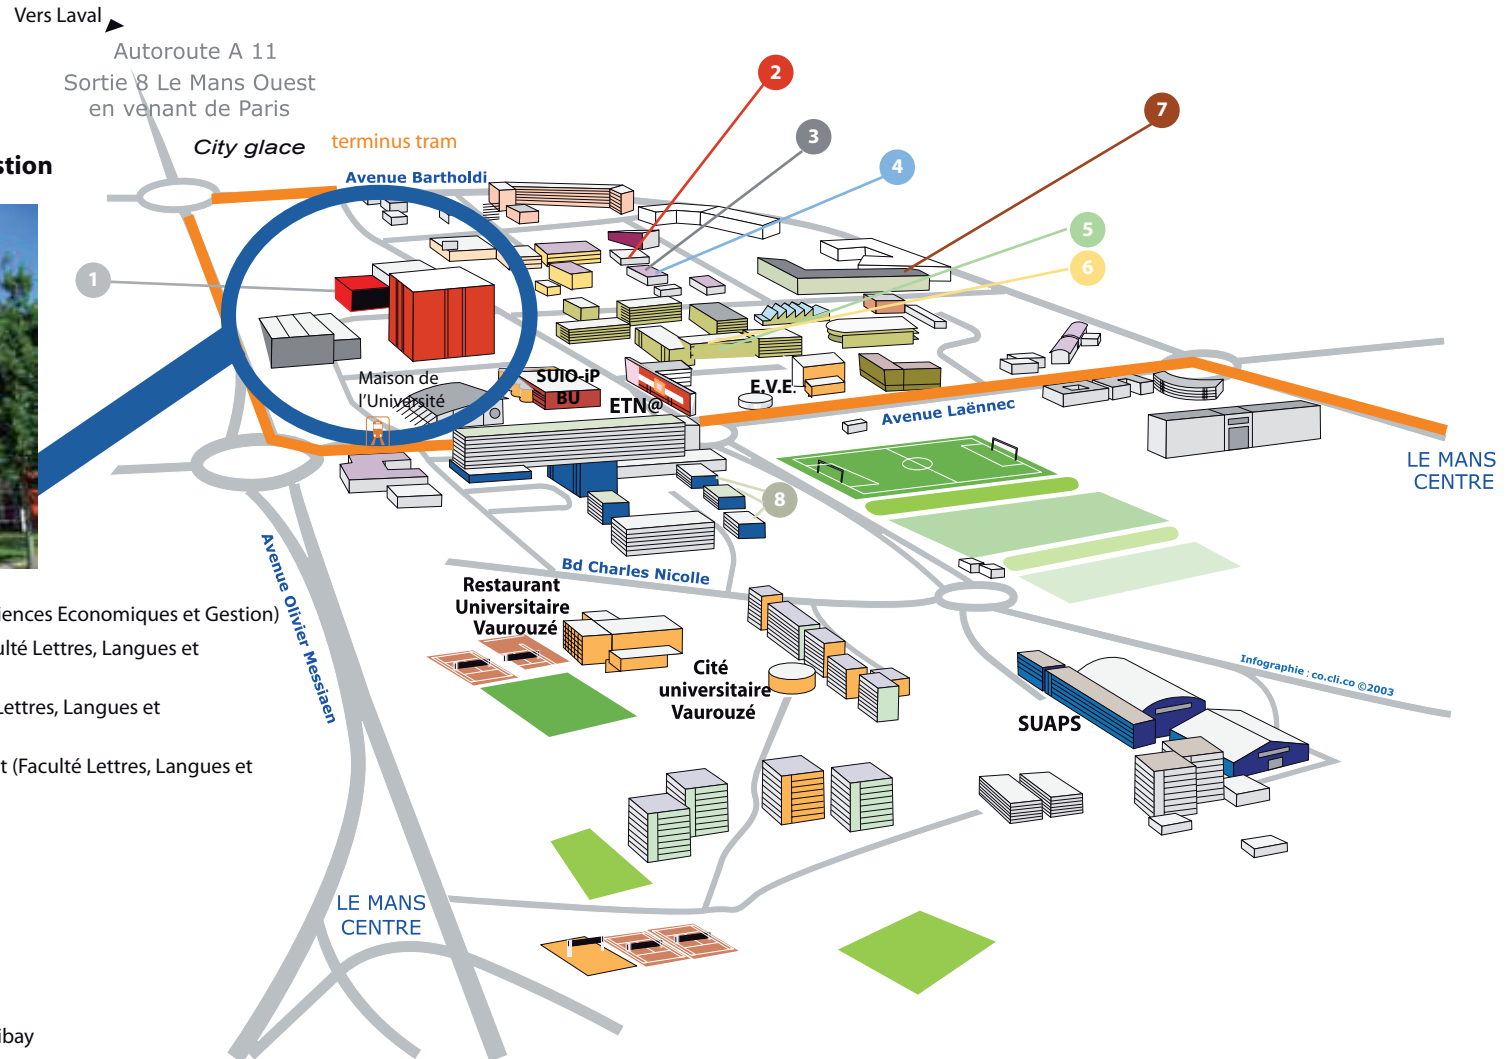 Vers Laval
Autoroute A 11
Sortie 8 Le Mans Ouest
en venant de Paris
City glace
terminus tram
stion
Avenue Bartholdi
2
3
4
7
5
6
1
Maison de
l'Université
SUIO-iP
BU
ETN@
E.V.E.
Avenue Laënnec
LE MANS
CENTRE
8
Bd Charles Nicolle
Avenue Olivier Messiaen
Restaurant
Universitaire
Vaurouzé
Cité
universitaire
Vaurouzé
Infographie : co.cli.co ©2003
SUAPS
iences Economiques et Gestion)
ulté Lettres, Langues et
Lettres, Langues et
t (Faculté Lettres, Langues et
LE MANS
CENTRE
ibay